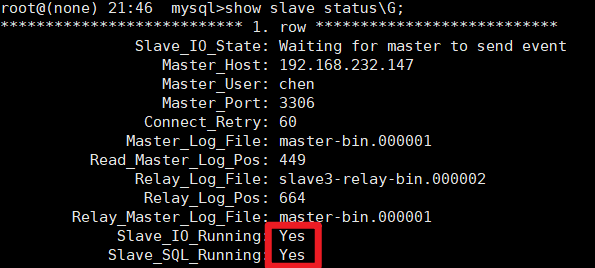 root@(none) 21:46  mysql>show slave status\G;
*************************** 1. row ***************************
Slave_IO_State: Waiting for master to send event
Master_Host: 192.168.232.147
Master_User: chen
Master_Port: 3306
Connect_Retry: 60
Master_Log_File: master-bin.000001
Read_Master_Log_Pos: 449
Relay_Log_File: slave3-relay-bin.000002
Relay_Log_Pos: 664
Relay_Master_Log_File: master-bin.000001
Slave_IO_Running: Yes
Slave_SQL_Running: Yes